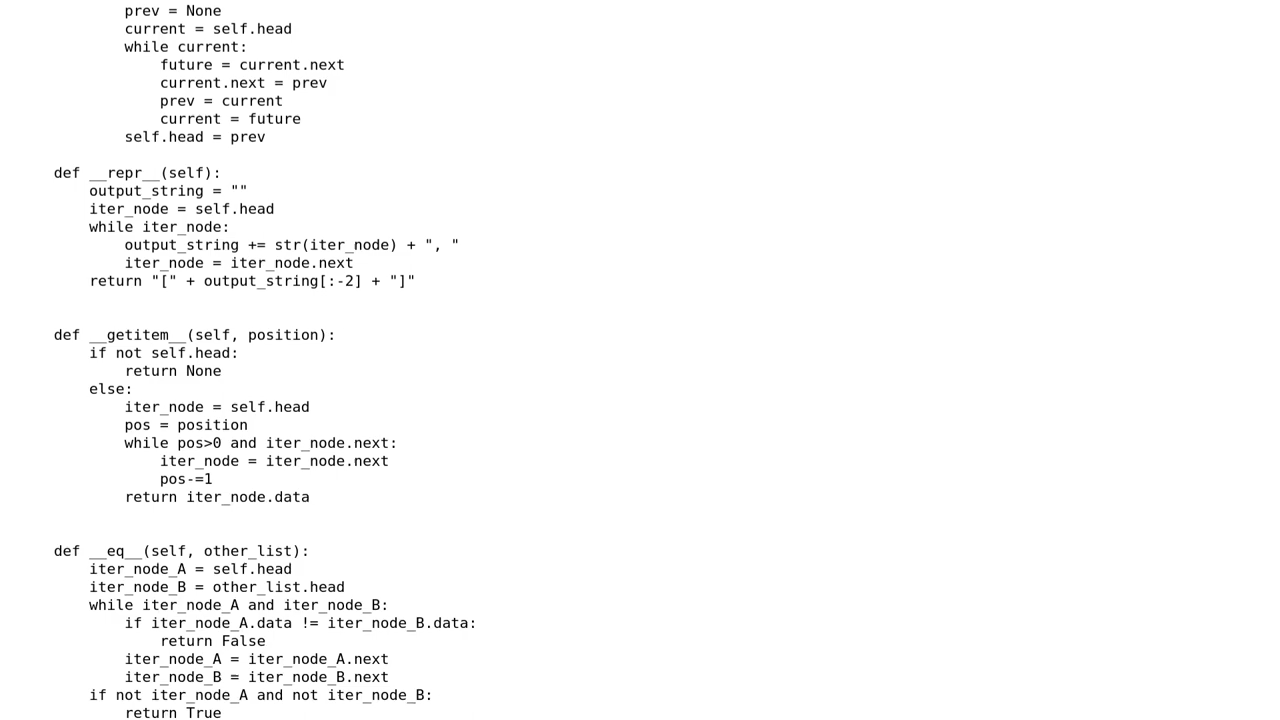 prev = None
current = self.head
while current:
future = current.next
current.next = prev
prev = current
current = future
self.head = prev
def __repr__(self):
output_string = ""
iter_node = self.head
while iter_node:
output_string += str(iter_node) + ", "
iter_node = iter_node.next
return "[" + output_string[:-2] + "]"
def __getitem__(self, position):
if not self.head:
return None
else:
iter_node = self.head
pos = position
while pos>0 and iter_node.next:
iter_node = iter_node.next
pos-=1
return iter_node.data
def __eq__(self, other_list):
iter_node_A = self.head
iter_node_B = other_list.head
while iter_node_A and iter_node_B:
if iter_node_A.data != iter_node_B.data:
return False
iter_node_A = iter_node_A.next
iter_node_B = iter_node_B.next
if not iter_node_A and not iter_node_B:
return True